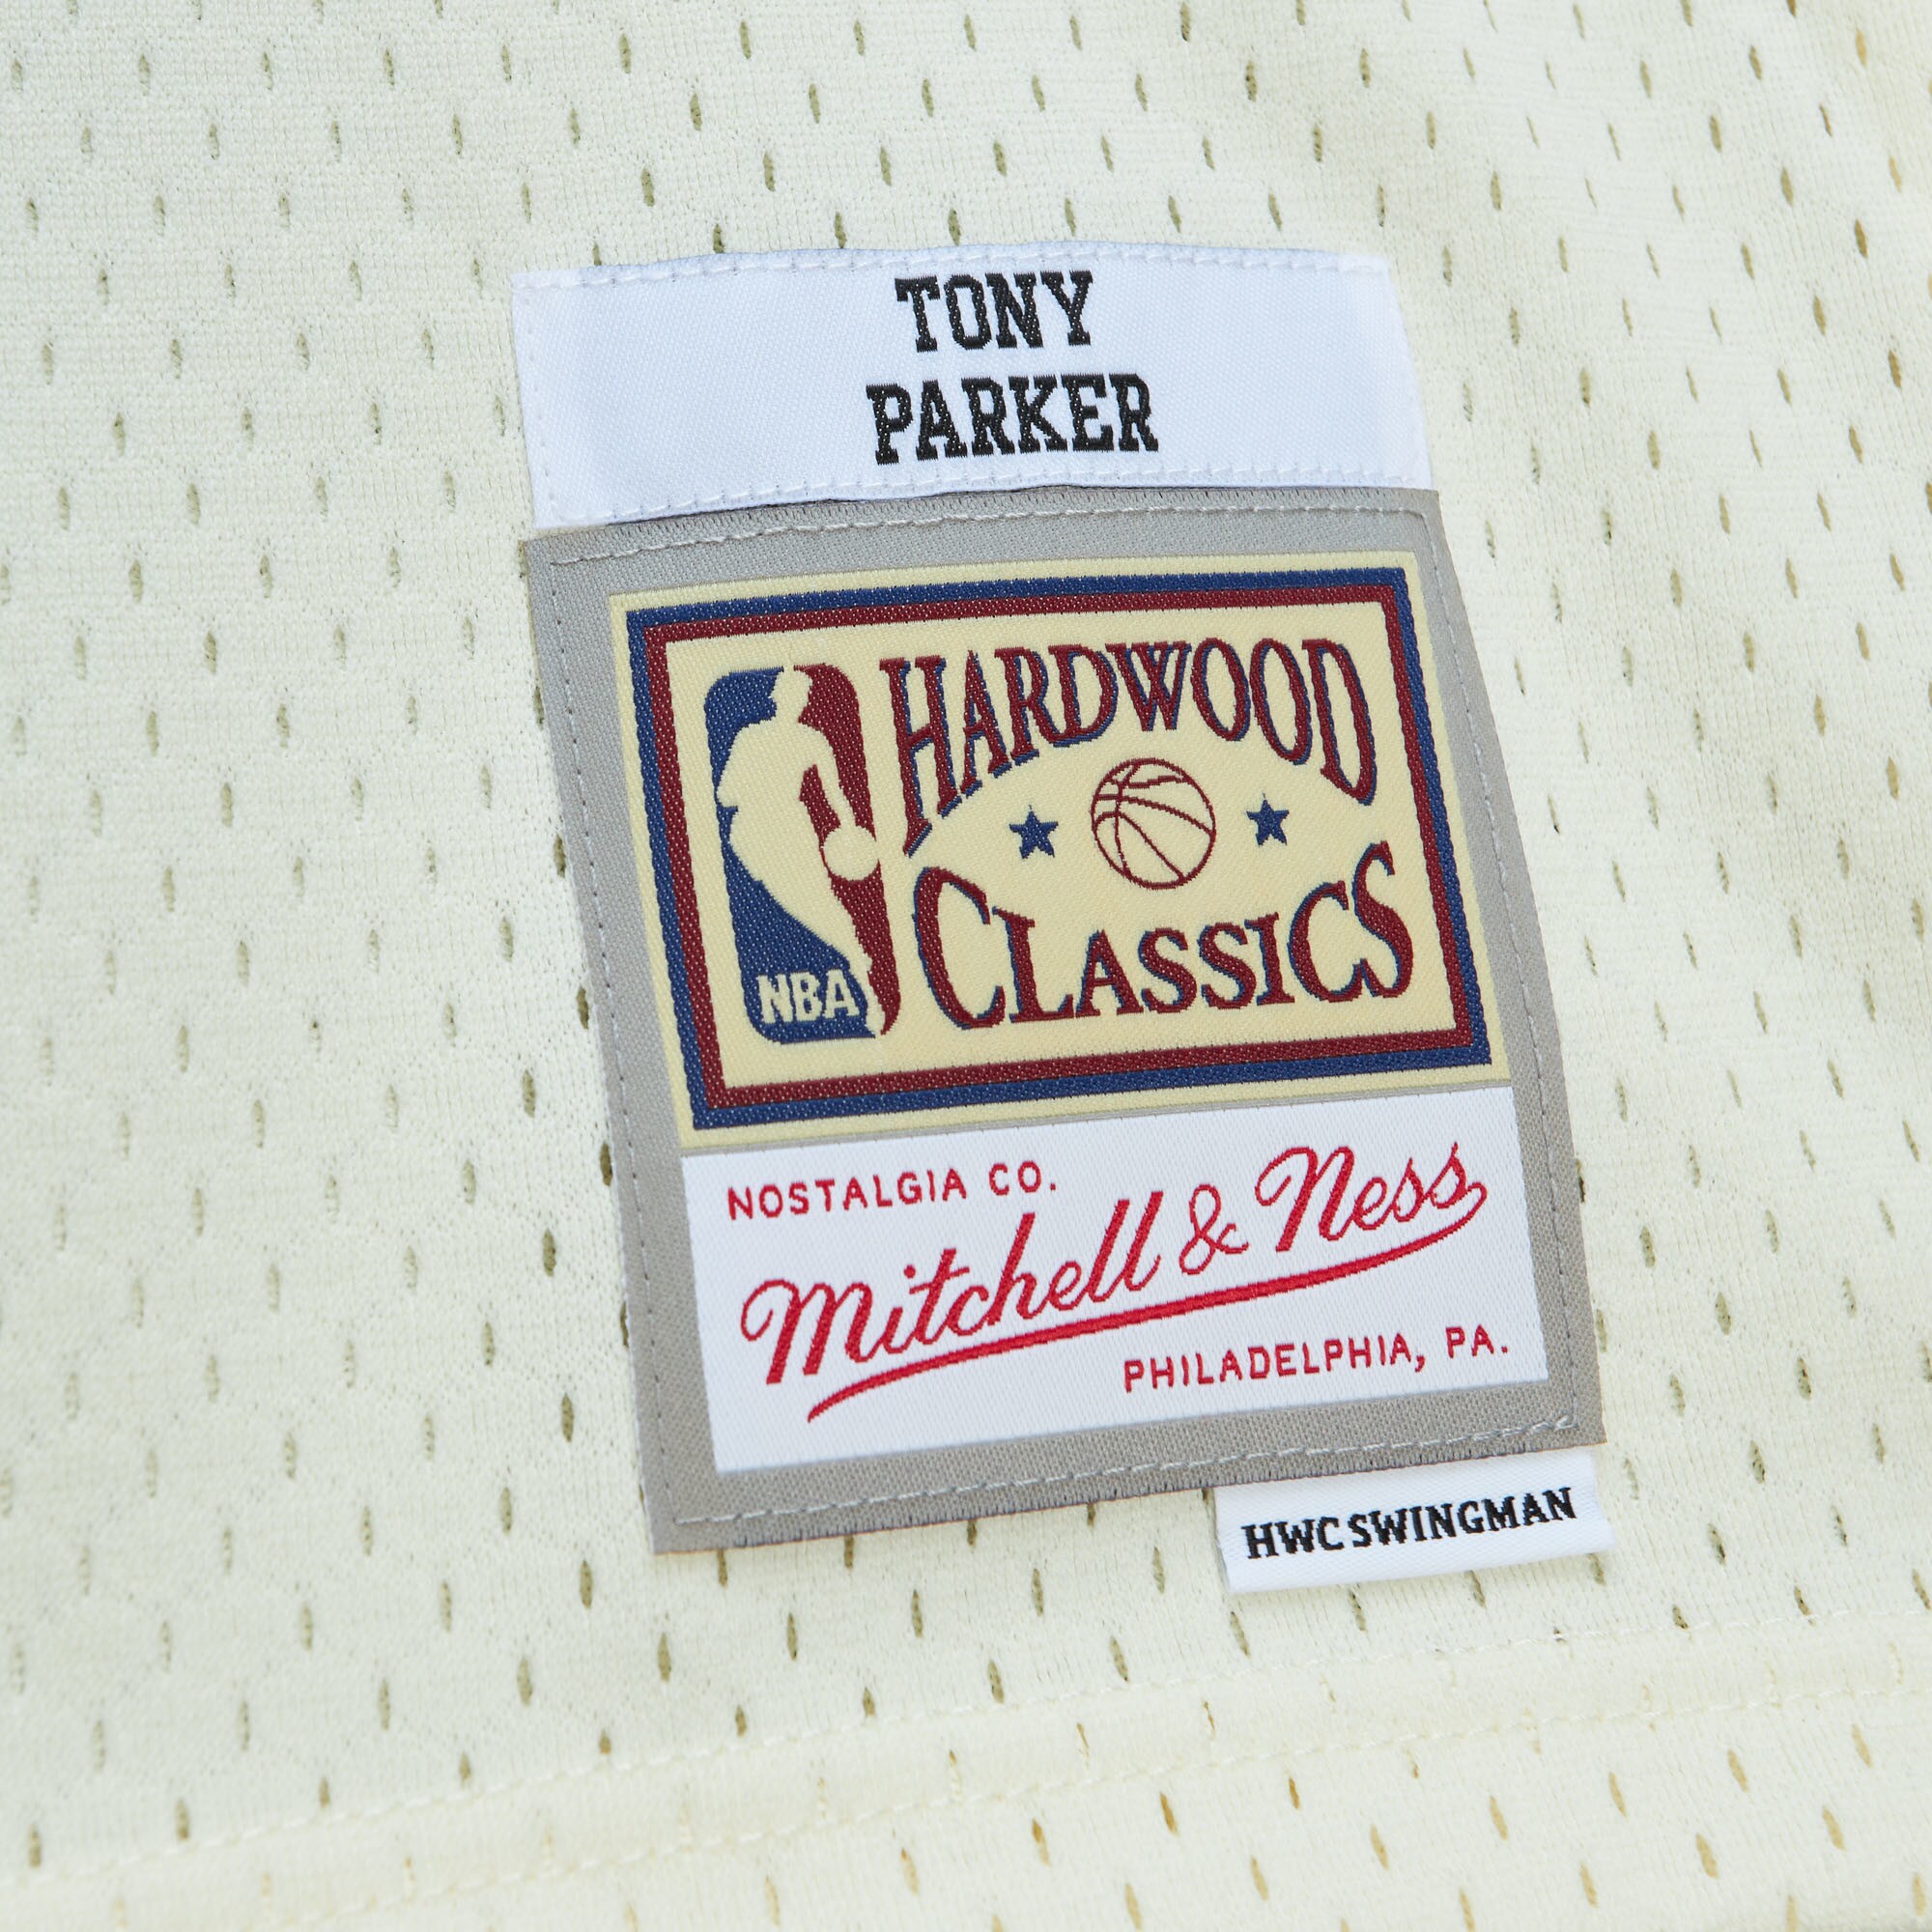 TONY
PARKER
HARDWOOD
CLASSICS
NBA
NOSTALGIA CO.
Mitchell & Ness
PHILADELPHIA, PA.
HWC SWINGMAN